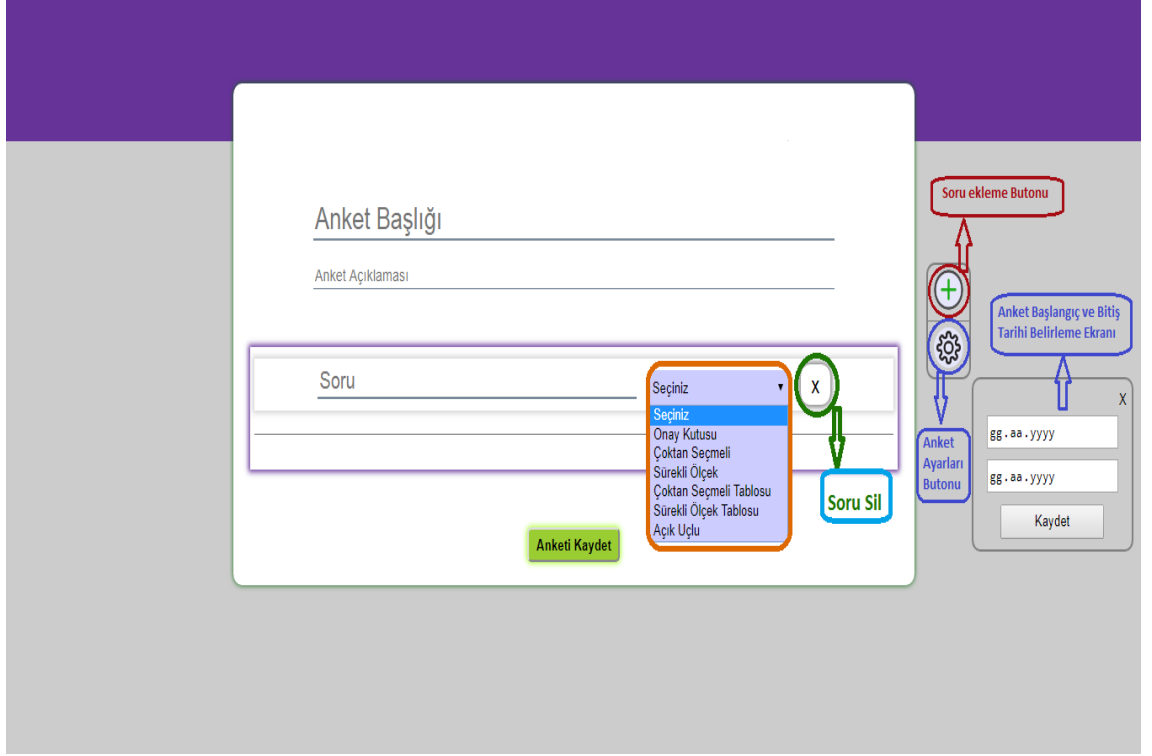 Soru ekleme Butonu
Anket Başlığı
Anket Açıklaması
Anket Başlangıç ve Bitiş
Tarihi Belirleme Ekranı
Soru
Seçiniz
X
Seçiniz
Onay Kutusu
Çoktan Seçmeli
Sürekli Ölçek
Çoktan Seçmeli Tablosu
Sürekli Ölçek Tablosu
Açık Uçlu
Soru Sil
Anket
Ayarları
Butonu
X
gg.aa.yyyy
gg.aa.yyyy
Kaydet
Anketi Kaydet